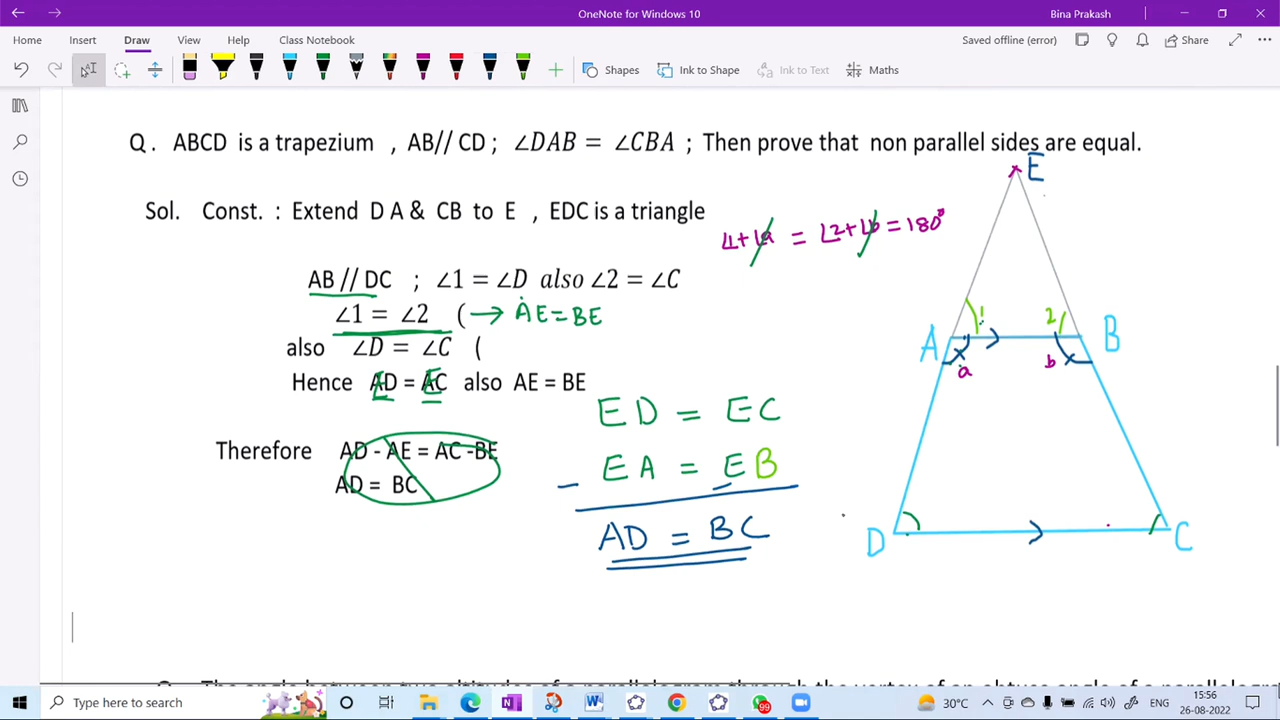 OneNote for Windows 10
Bina Prakash
Home Insert Draw View Help Class Notebook
Saved offline (error) Share
Shapes Ink to Shape Ink to Text Maths
Q . ABCD is a trapezium , AB// CD ; ∠DAB = ∠CBA ; Then prove that non parallel sides are equal.
E
Sol. Const. : Extend D A & CB to E , EDC is a triangle
∠1+∠a = ∠2+∠b = 180°
AB // DC ; ∠1 = ∠D also ∠2 = ∠C
∠1 = ∠2 ( → AE = BE
1 2
also ∠D = ∠C (
A B
a b
Hence AD = AC also AE = BE
E E
ED = EC
Therefore AD - AE = AC -BE
EA = EB
AD = BC
– –
AD = BC
D C
Type here to search
99
30°C
ENG
15:56
26-08-2022